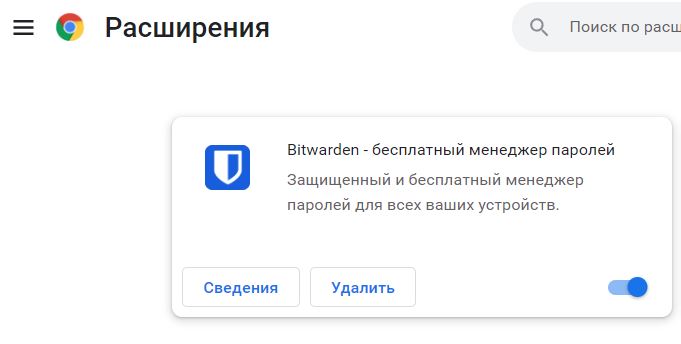 Расширения
Поиск по расш
Bitwarden - бесплатный менеджер паролей
Защищенный и бесплатный менеджер
паролей для всех ваших устройств.
Сведения
Удалить